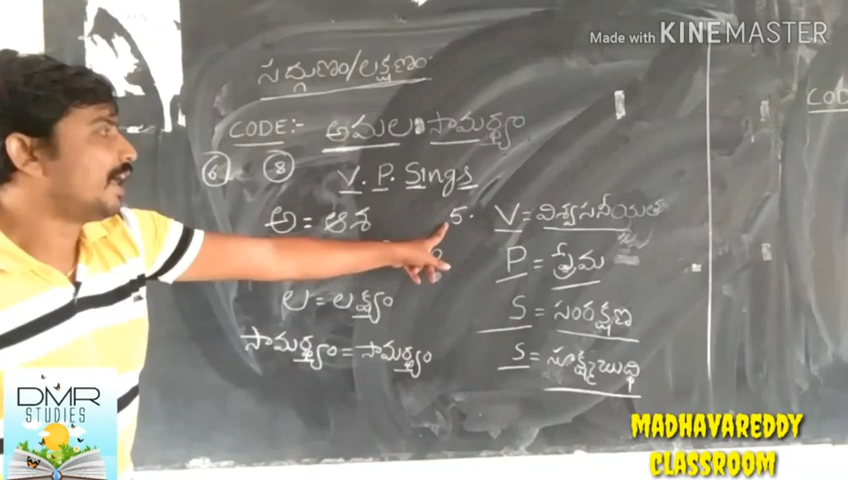 Made with KINEMASTER
సద్గుణం/లక్షణం
CODE:- అమల సామర్థ్యం
COD
6 8
V. P. Sings
అ = ఆశ
5. V = విశ్వసనీయత
P = ప్రేమ
ల = లక్ష్యం
S = సంరక్షణ
సామర్థ్యం = సామర్థ్యం
S = సూక్ష్మబుద్ధి
DMR
STUDIES
MADHAVAREDDY
CLASSROOM